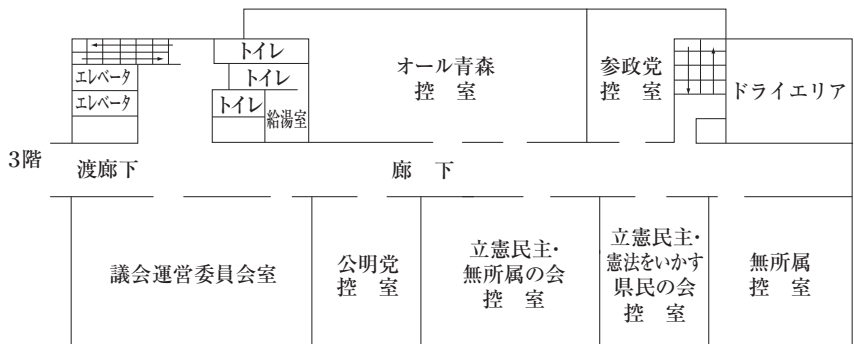 トイレ
エレベータ
トイレ
エレベータ
トイレ
給湯室
オール青森
控 室
参政党
控 室
ドライエリア
3階
渡廊下
廊 下
議会運営委員会室
公明党
控 室
立憲民主・
無所属の会
控 室
立憲民主・
憲法をいかす
県民の会
控 室
無所属
控 室